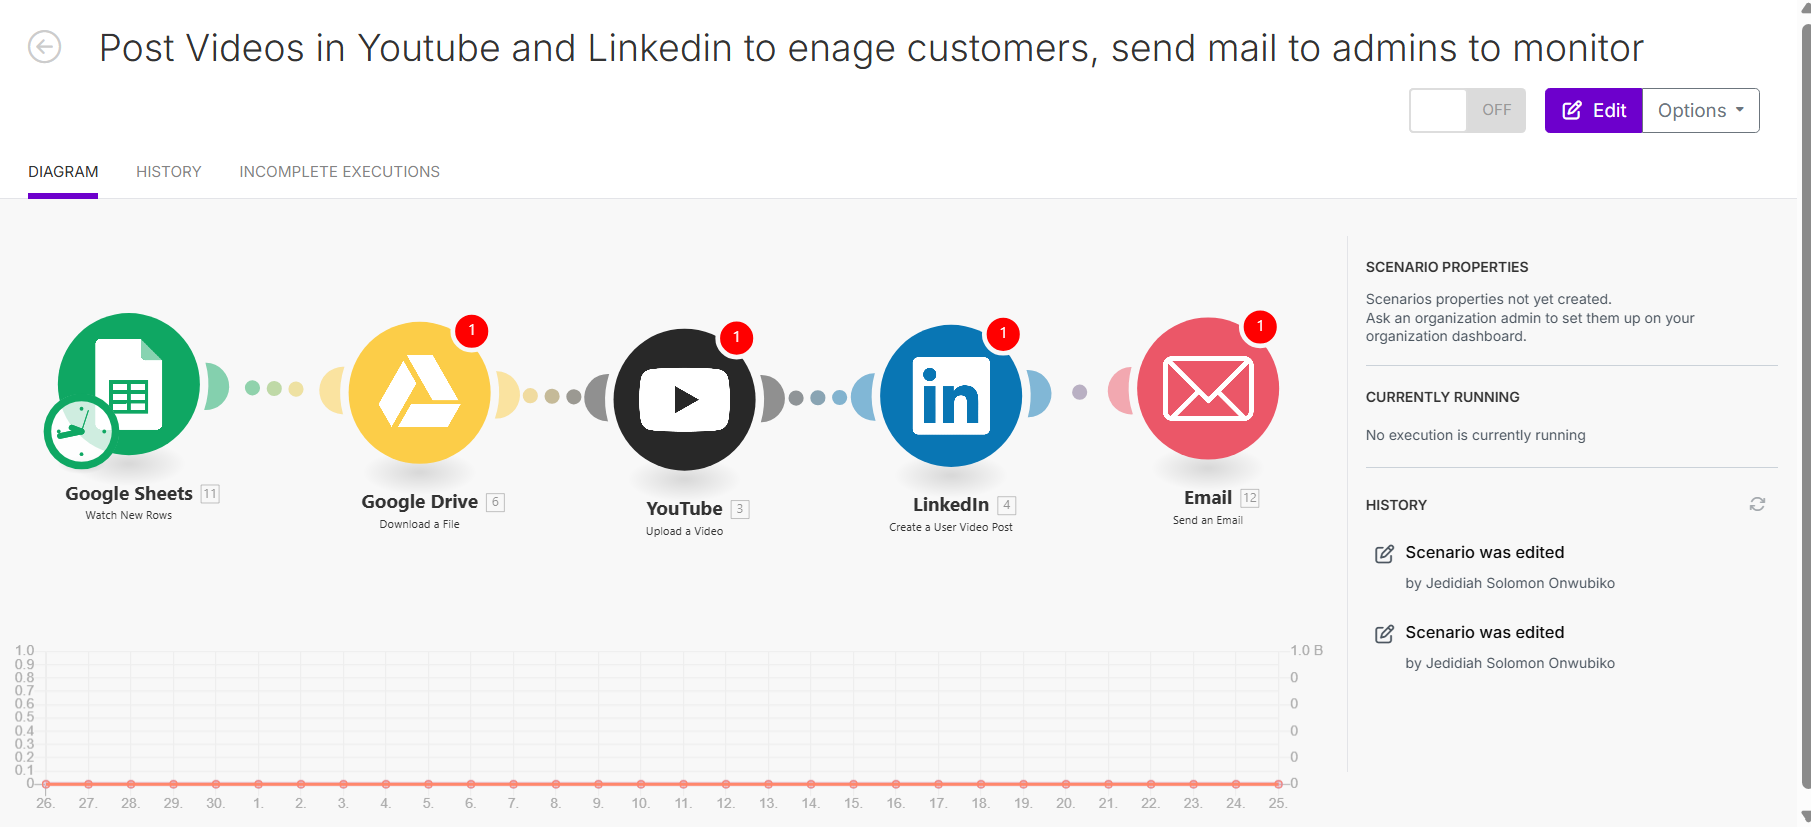 Post Videos in Youtube and Linkedin to enage customers, send mail to admins to monitor
OFF
Edit
Options
DIAGRAM
HISTORY
INCOMPLETE EXECUTIONS
1
1
1
1
in
Google Sheets 11
Watch New Rows
Google Drive 6
Download a File
YouTube 3
Upload a Video
LinkedIn 4
Create a User Video Post
Email 12
Send an Email
SCENARIO PROPERTIES
Scenarios properties not yet created.
Ask an organization admin to set them up on your
organization dashboard.
CURRENTLY RUNNING
No execution is currently running
HISTORY
Scenario was edited
by Jedidiah Solomon Onwubiko
Scenario was edited
by Jedidiah Solomon Onwubiko
1.0
0.9
0.8
0.7
0.6
0.5
0.4
0.3
0.2
0.1
0
1.0 B
0
0
0
0
0
26. 27. 28. 29. 30. 1. 2. 3. 4. 5. 6. 7. 8. 9. 10. 11. 12. 13. 14. 15. 16. 17. 18. 19. 20. 21. 22. 23. 24. 25.